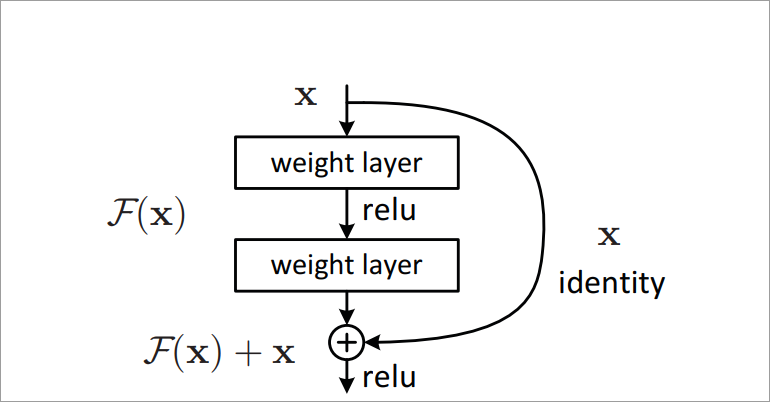 x
weight layer
relu
F(x)
x
weight layer
identity
F(x) + x
relu